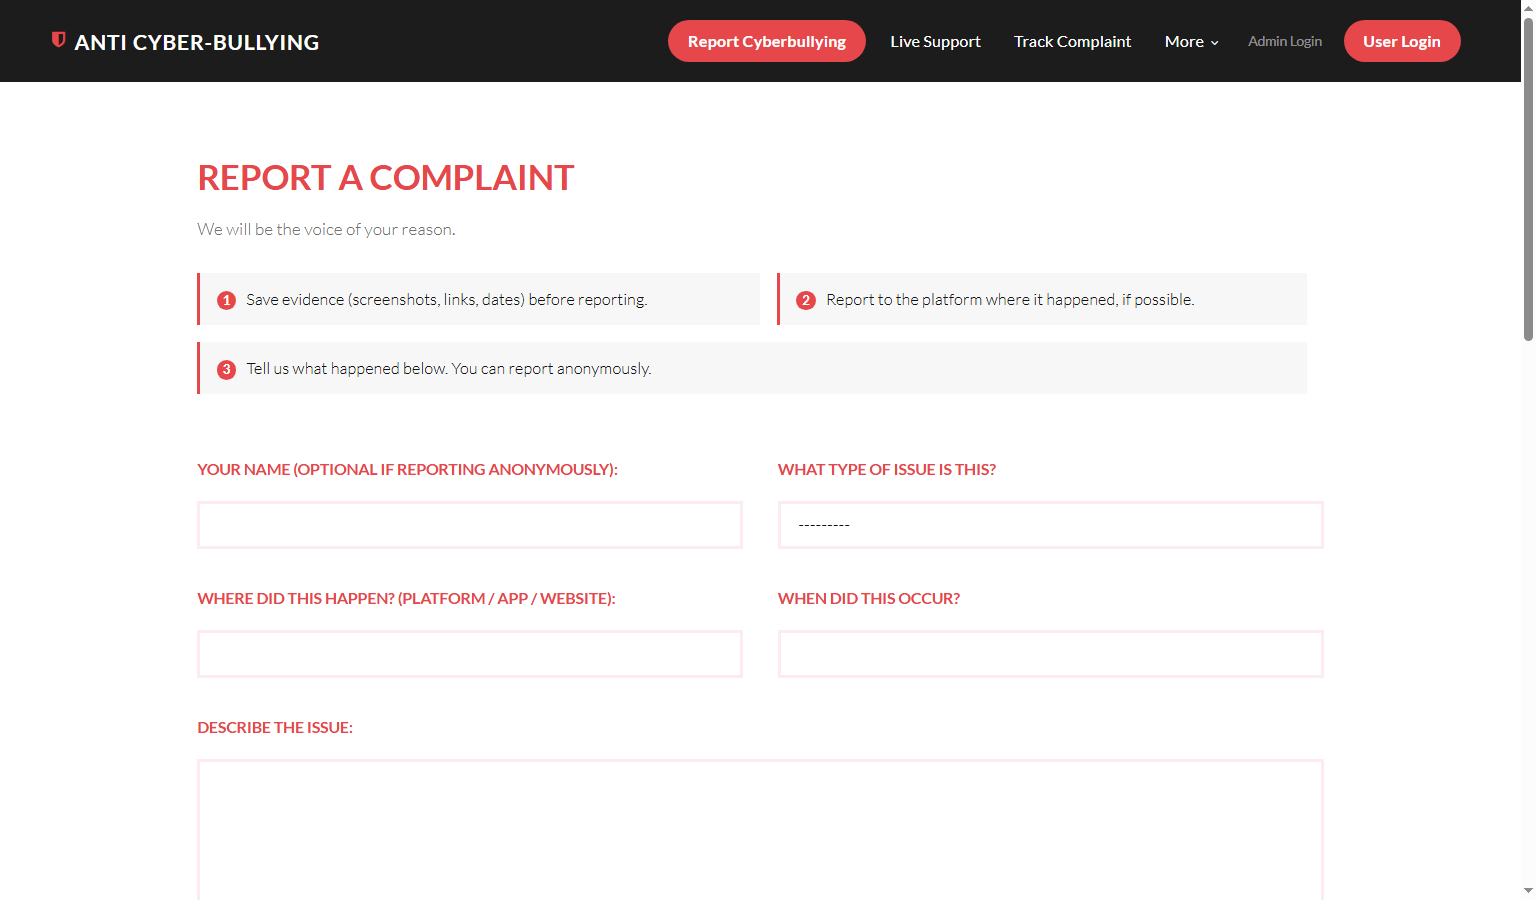 ANTI CYBER-BULLYING
Report Cyberbullying
Live Support
Track Complaint
More
Admin Login
User Login
REPORT A COMPLAINT
We will be the voice of your reason.
1 Save evidence (screenshots, links, dates) before reporting.
2 Report to the platform where it happened, if possible.
3 Tell us what happened below. You can report anonymously.
YOUR NAME (OPTIONAL IF REPORTING ANONYMOUSLY):
WHAT TYPE OF ISSUE IS THIS?
---------
WHERE DID THIS HAPPEN? (PLATFORM / APP / WEBSITE):
WHEN DID THIS OCCUR?
DESCRIBE THE ISSUE: